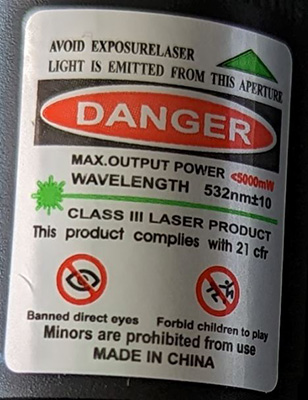 AVOID EXPOSURELASER
LIGHT IS EMITTED FROM THIS APERTURE
DANGER
MAX.OUTPUT POWER <5000mW
WAVELENGTH 532nm±10
CLASS III LASER PRODUCT
This product complies with 21 cfr
Banned direct eyes Forbid children to play
Minors are prohibited from use
MADE IN CHINA